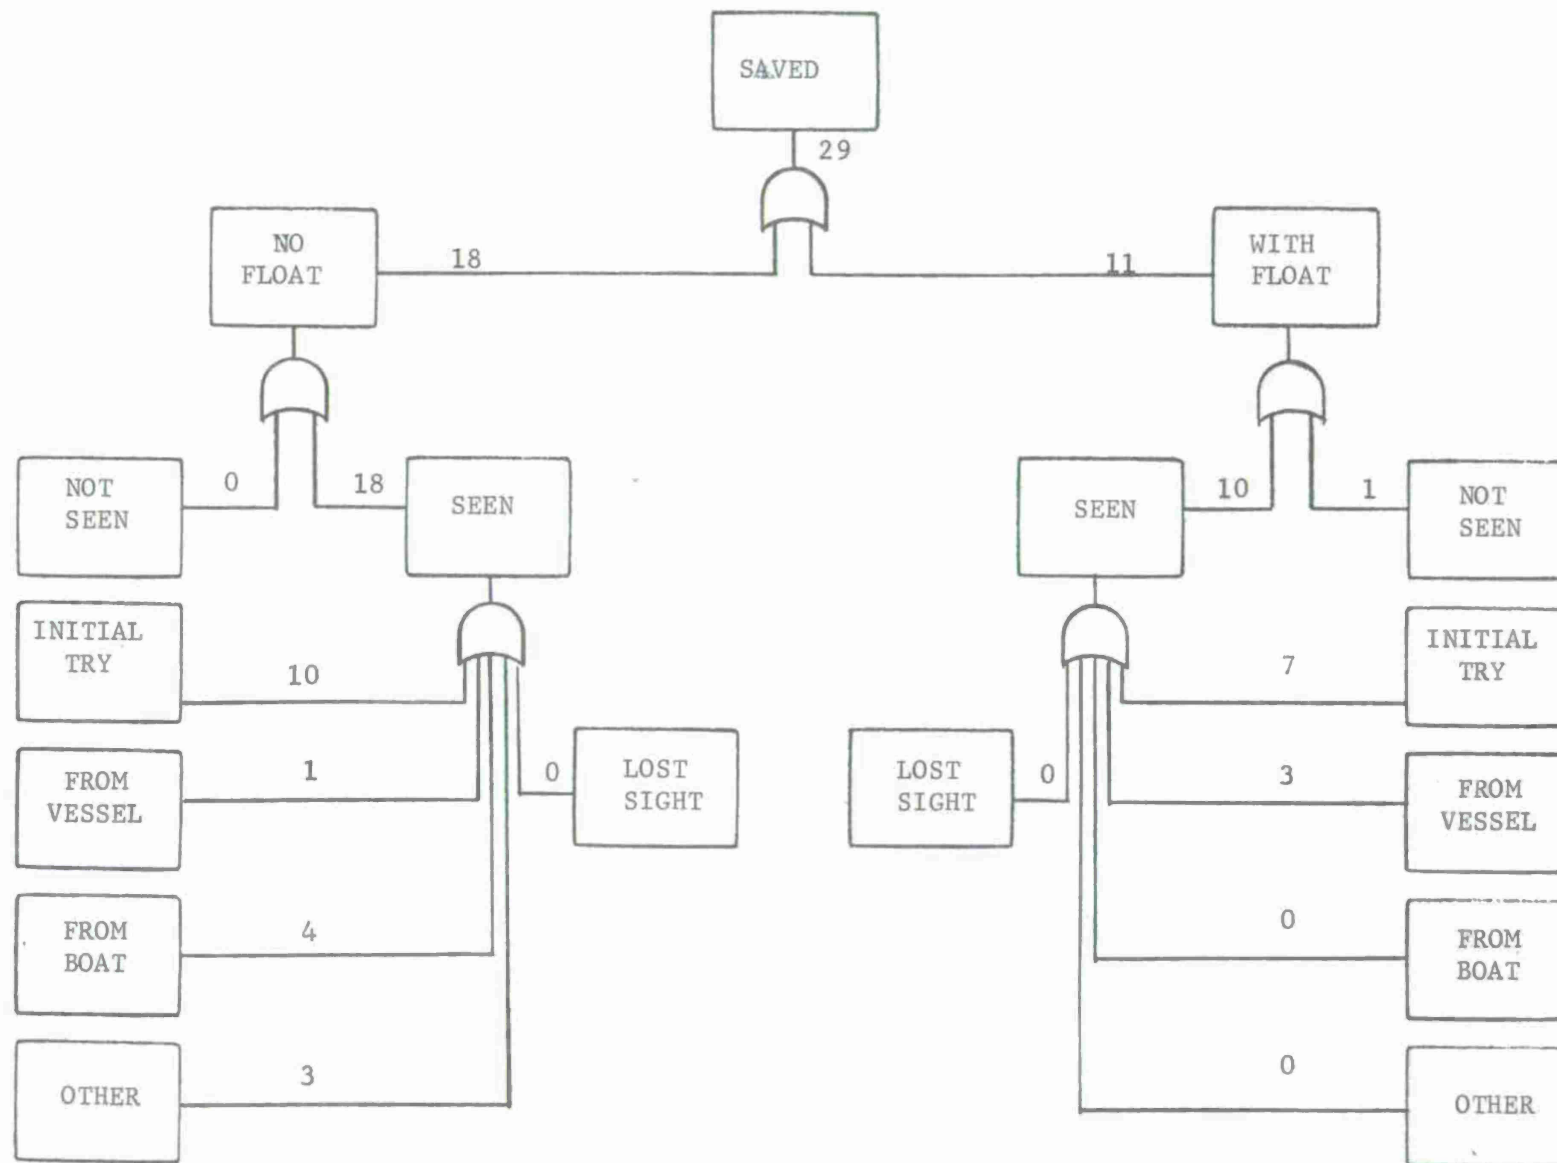 SAVED
29
NO
FLOAT
18
11
WITH
FLOAT
NOT
SEEN
0
18
SEEN
SEEN
10
1
NOT
SEEN
INITIAL
TRY
10
7
INITIAL
TRY
FROM
VESSEL
1
0
LOST
SIGHT
LOST
SIGHT
0
3
FROM
VESSEL
FROM
BOAT
4
0
FROM
BOAT
OTHER
3
0
OTHER